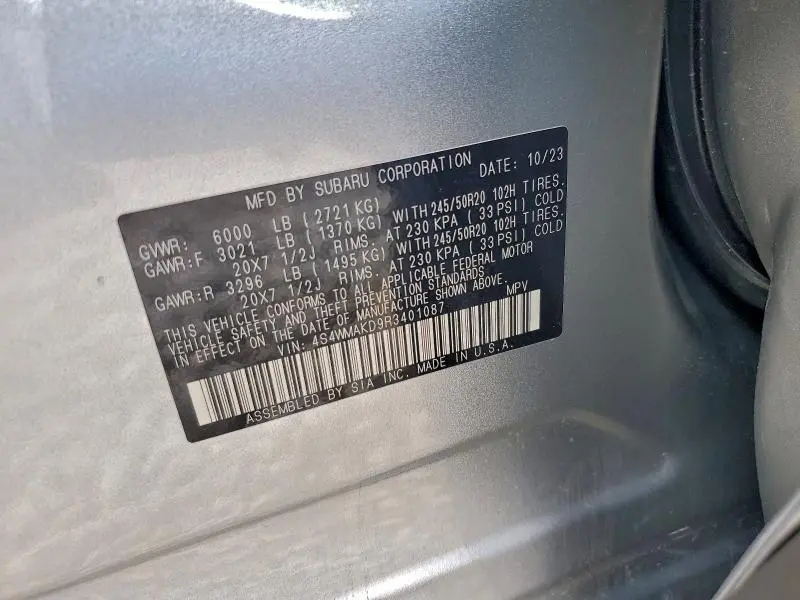 MFD BY SUBARU CORPORATION DATE: 10/23
GVWR: 6000 LB ( 2721 KG)
GAWR:F 3021 LB ( 1370 KG) WITH 245/50R20 102H TIRES.
20X7 1/2J RIMS. AT 230 KPA ( 33 PSI) COLD
GAWR:R 3296 LB ( 1495 KG) WITH 245/50R20 102H TIRES.
20X7 1/2J RIMS. AT 230 KPA ( 33 PSI) COLD
THIS VEHICLE CONFORMS TO ALL APPLICABLE FEDERAL MOTOR
VEHICLE SAFETY AND THEFT PREVENTION STANDARDS
IN EFFECT ON THE DATE OF MANUFACTURE SHOWN ABOVE.
VIN: 4S4WMAKD9R3401087 MPV
ASSEMBLED BY SIA INC. MADE IN U.S.A.